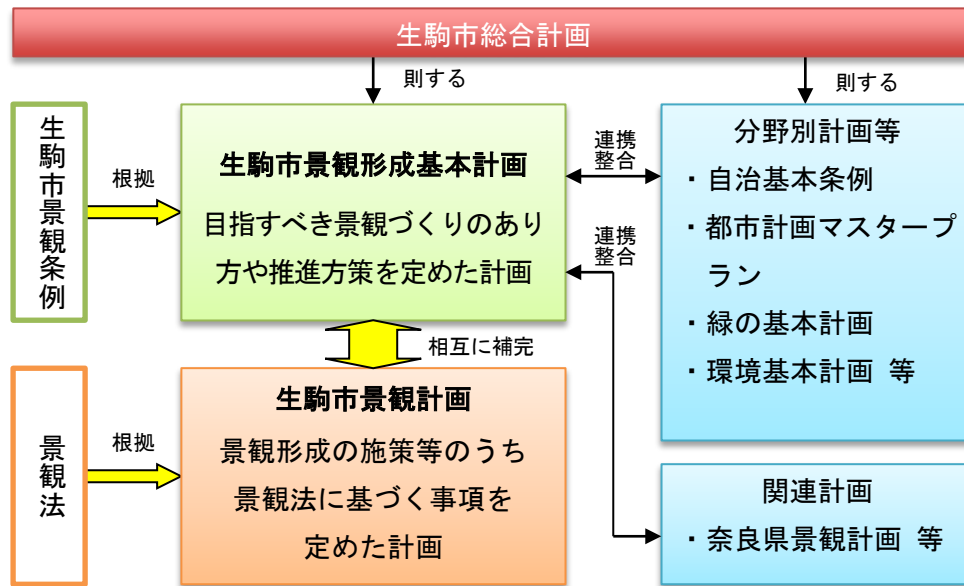 生駒市総合計画
則する
則する
生駒市景観条例
根拠
生駒市景観形成基本計画
目指すべき景観づくりのあり
方や推進方策を定めた計画
連携
整合
連携
整合
分野別計画等
・自治基本条例
・都市計画マスタープ
ラン
・緑の基本計画
・環境基本計画 等
相互に補完
景観法
根拠
生駒市景観計画
景観形成の施策等のうち
景観法に基づく事項を
定めた計画
関連計画
・奈良県景観計画 等